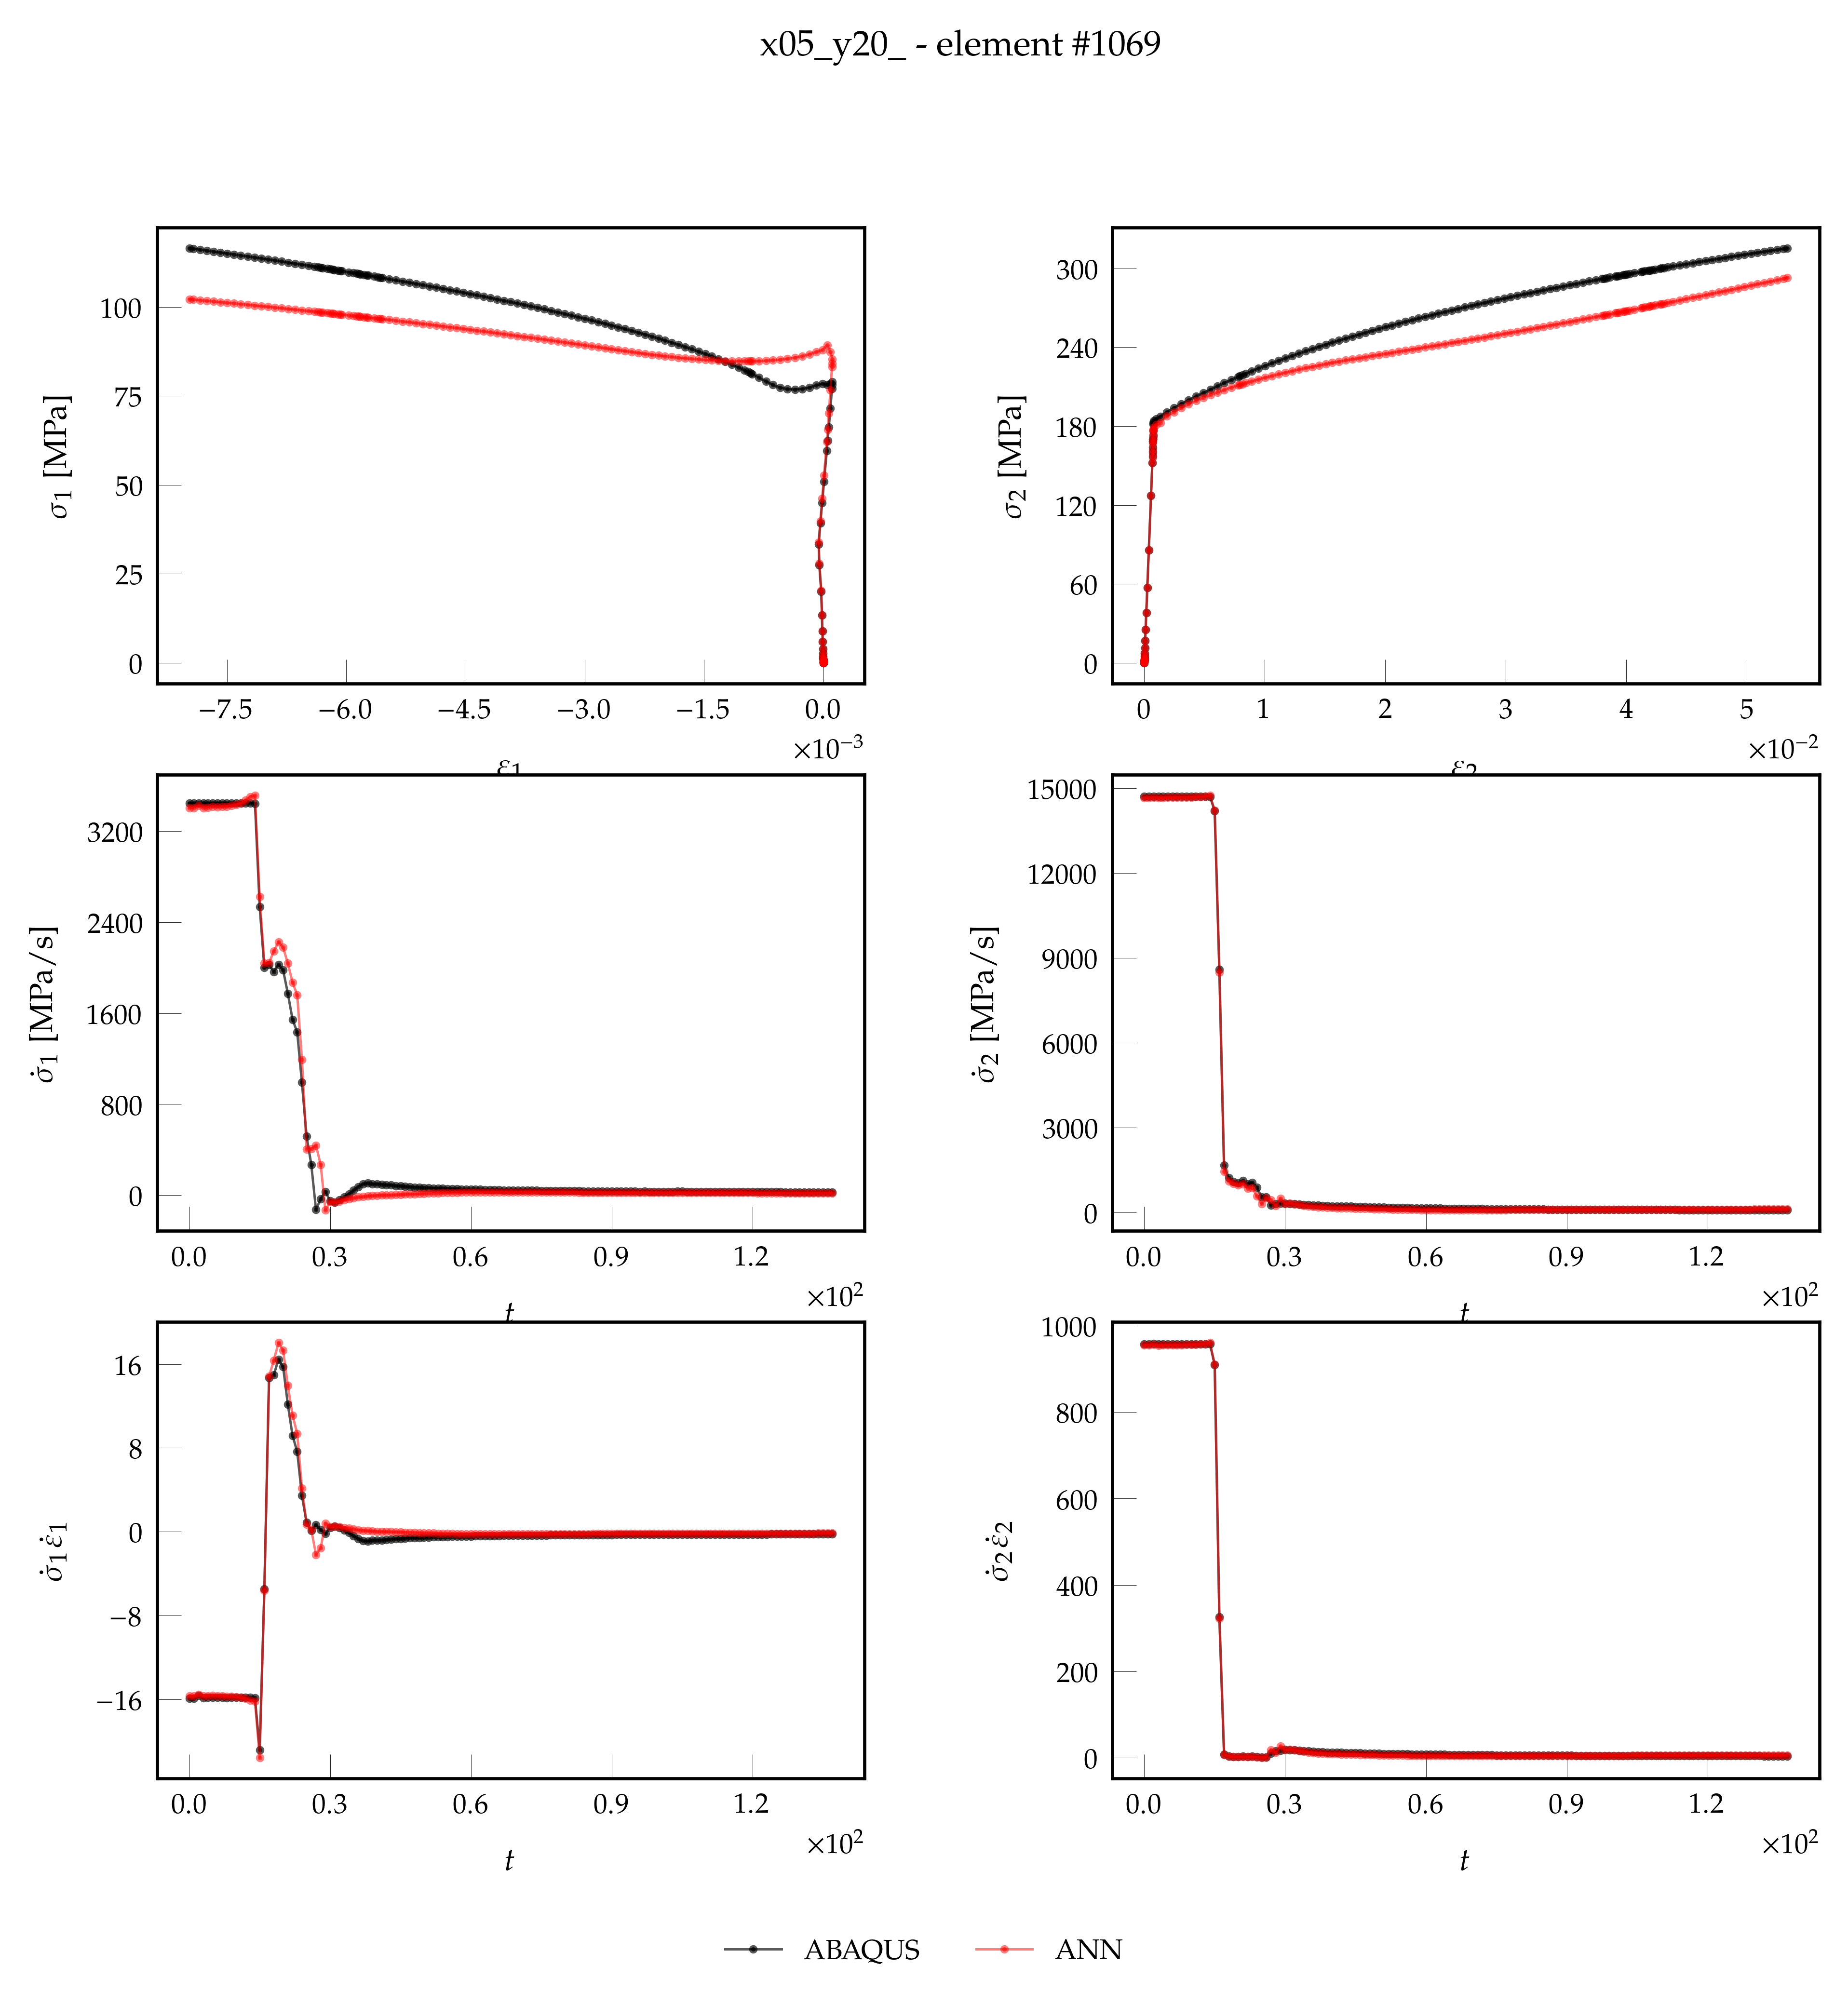 x05_y20_ - element #1069
σ₁ [MPa]
100
75
50
25
0
−7.5 −6.0 −4.5 −3.0 −1.5 0.0
×10⁻³
ε₁
σ₂ [MPa]
300
240
180
120
60
0
0 1 2 3 4 5
×10⁻²
ε₂
σ̇₁ [MPa/s]
3200
2400
1600
800
0
0.0 0.3 0.6 0.9 1.2
×10²
t
σ̇₂ [MPa/s]
15000
12000
9000
6000
3000
0
0.0 0.3 0.6 0.9 1.2
×10²
t
σ̇₁ε̇₁
16
8
0
−8
−16
0.0 0.3 0.6 0.9 1.2
×10²
t
σ̇₂ε̇₂
1000
800
600
400
200
0
0.0 0.3 0.6 0.9 1.2
×10²
t
ABAQUS ANN